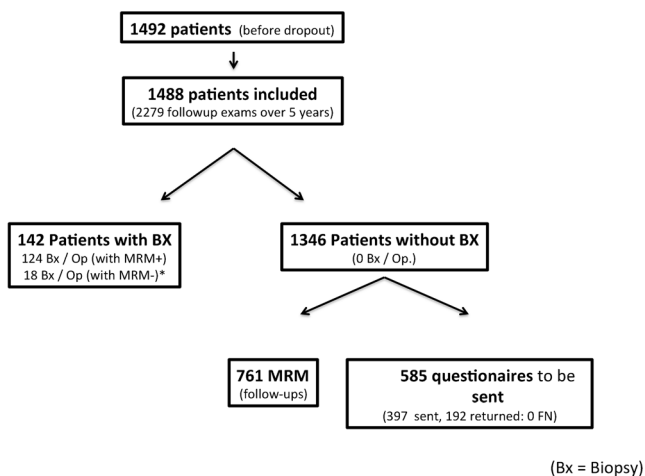 1492 patients (before dropout)
1488 patients included
(2279 followup exams over 5 years)
142 Patients with BX
124 Bx / Op (with MRM+)
18 Bx / Op (with MRM-)*
1346 Patients without BX
(0 Bx / Op.)
761 MRM
(follow-ups)
585 questionaires to be
sent
(397 sent, 192 returned: 0 FN)
(Bx = Biopsy)